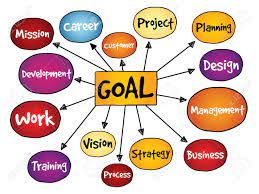 Mission
Career
Customer
Project
Planning
Development
Design
GOAL
Work
Management
Vision
Strategy
Business
Training
Process